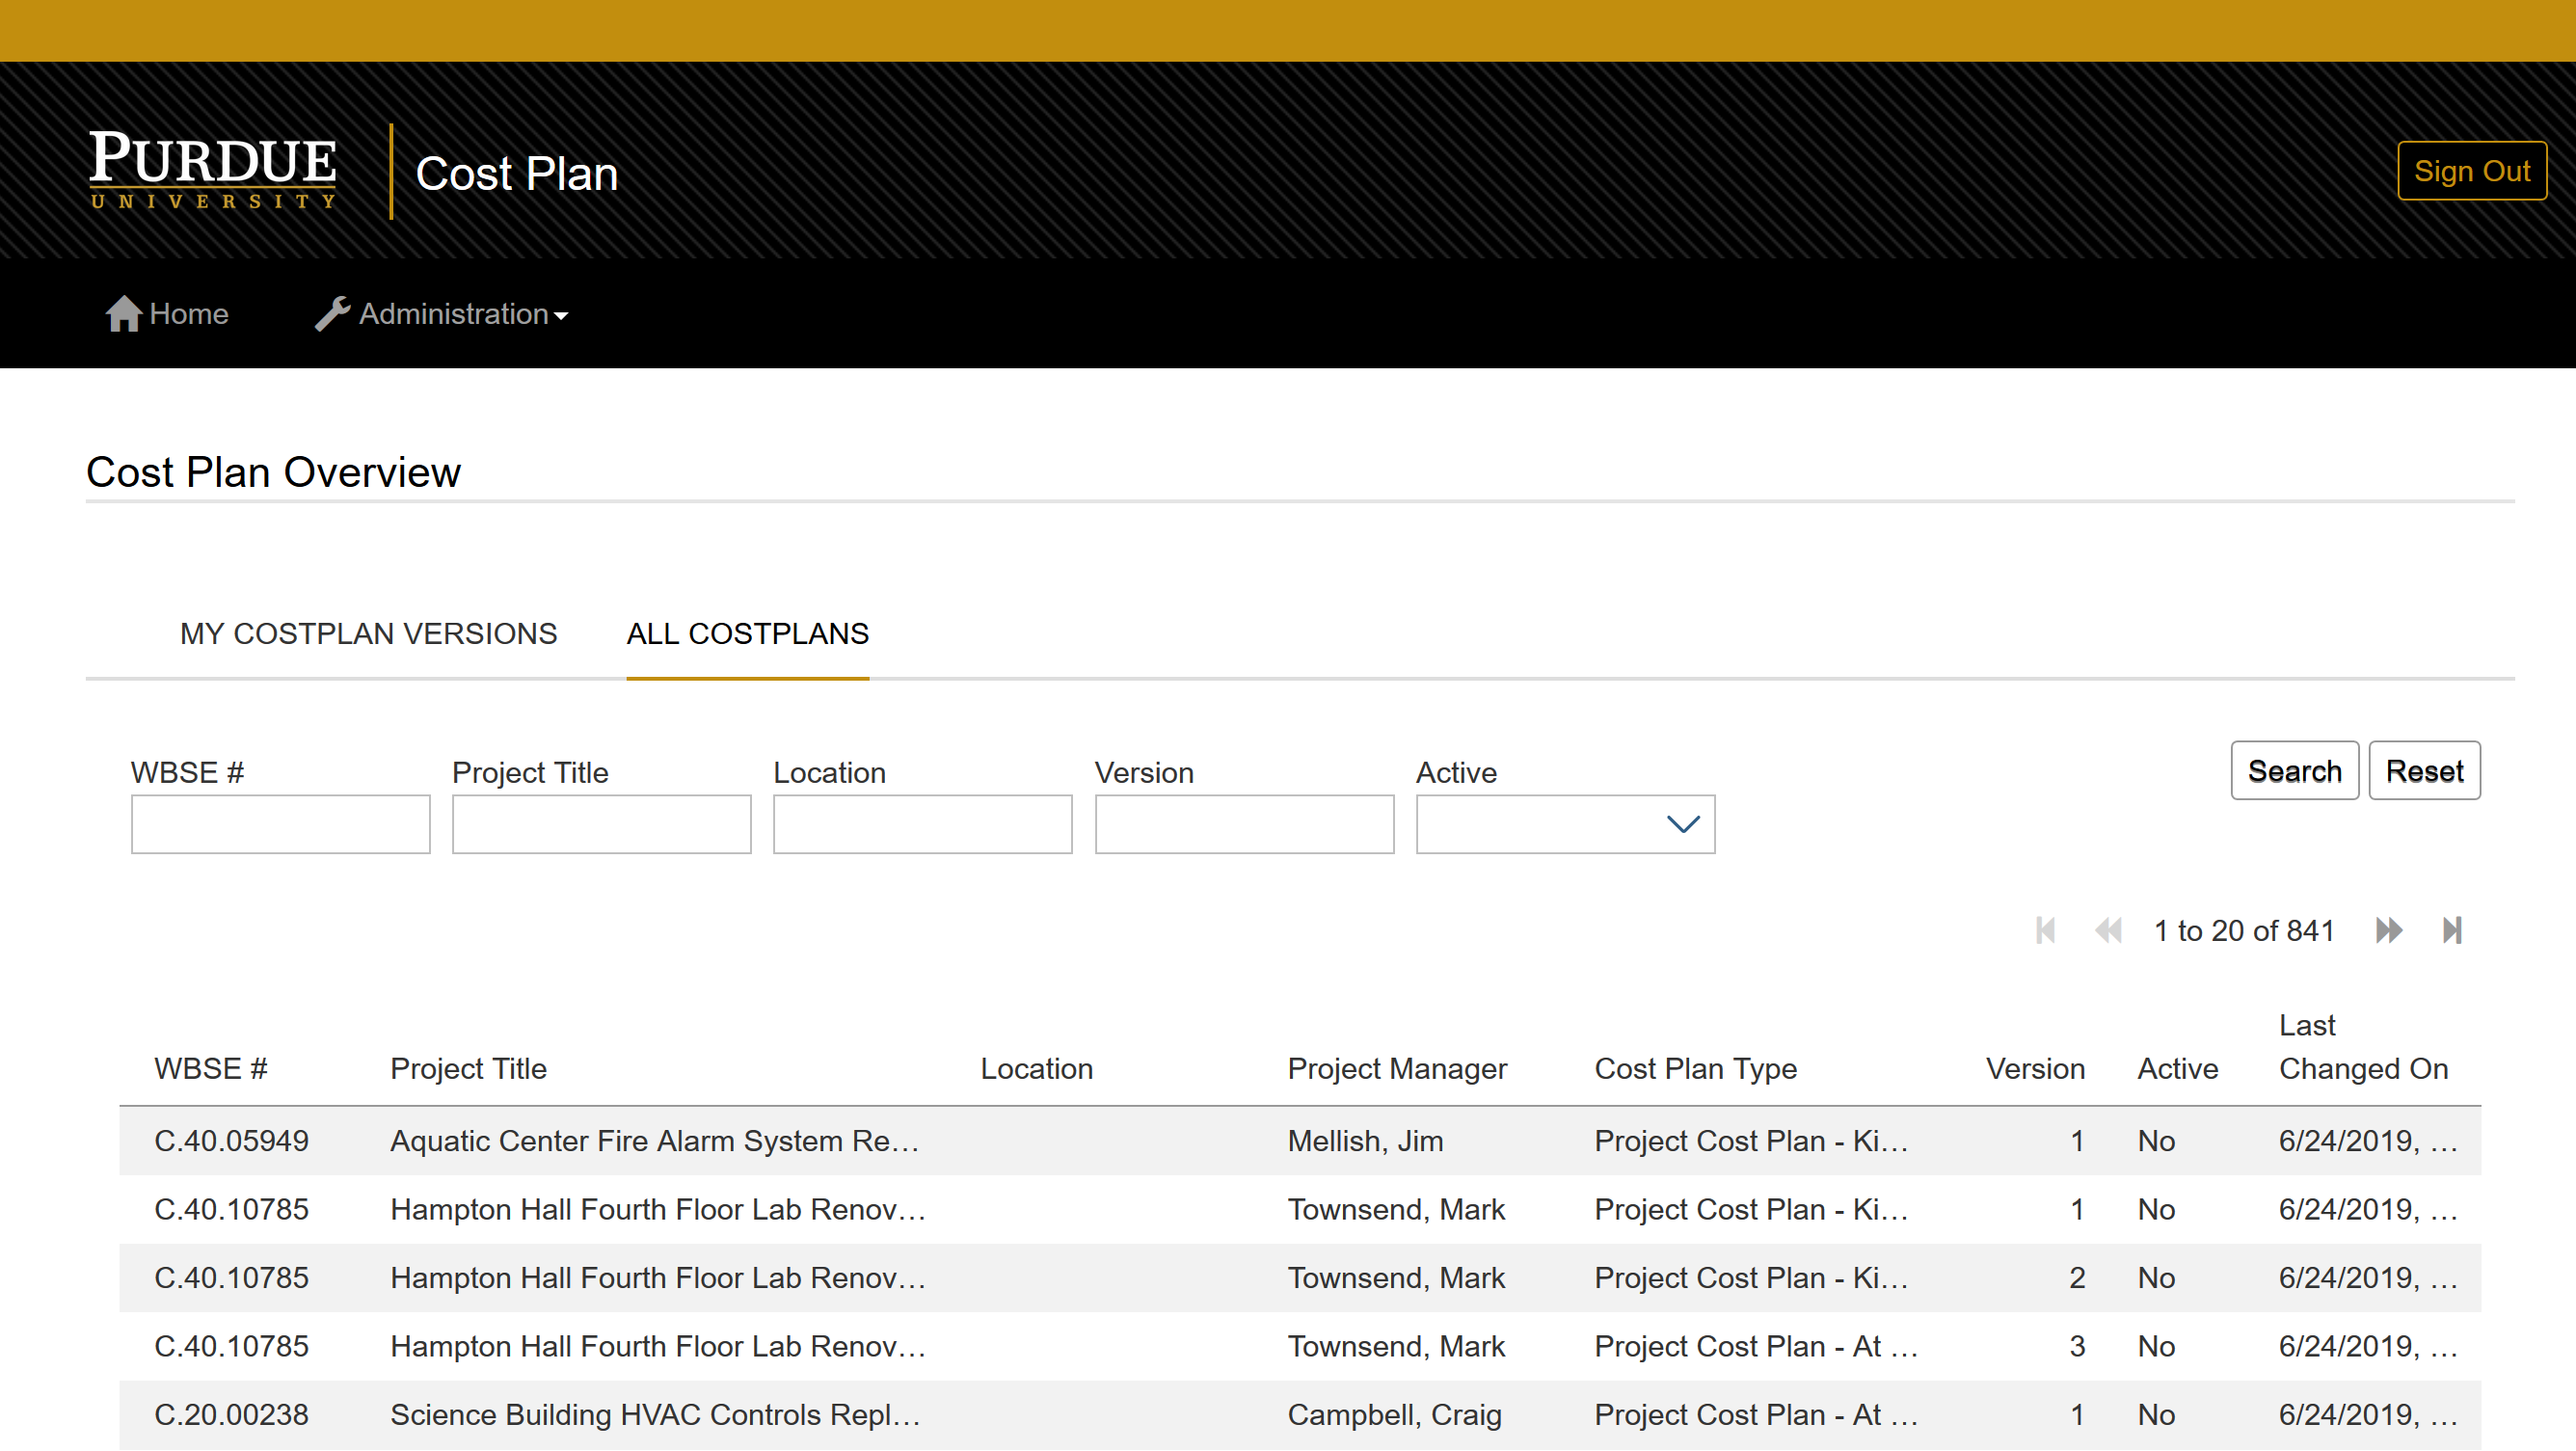 PURDUE
UNIVERSITY
Cost Plan
Sign Out
Home
Administration
Cost Plan Overview
MY COSTPLAN VERSIONS
ALL COSTPLANS
WBSE #
Project Title
Location
Version
Active
Search
Reset
1 to 20 of 841
WBSE # Project Title Location Project Manager Cost Plan Type Version Active Last Changed On
C.40.05949 Aquatic Center Fire Alarm System Re... Mellish, Jim Project Cost Plan - Ki... 1 No 6/24/2019, ...
C.40.10785 Hampton Hall Fourth Floor Lab Renov... Townsend, Mark Project Cost Plan - Ki... 1 No 6/24/2019, ...
C.40.10785 Hampton Hall Fourth Floor Lab Renov... Townsend, Mark Project Cost Plan - Ki... 2 No 6/24/2019, ...
C.40.10785 Hampton Hall Fourth Floor Lab Renov... Townsend, Mark Project Cost Plan - At ... 3 No 6/24/2019, ...
C.20.00238 Science Building HVAC Controls Repl... Campbell, Craig Project Cost Plan - At ... 1 No 6/24/2019, ...